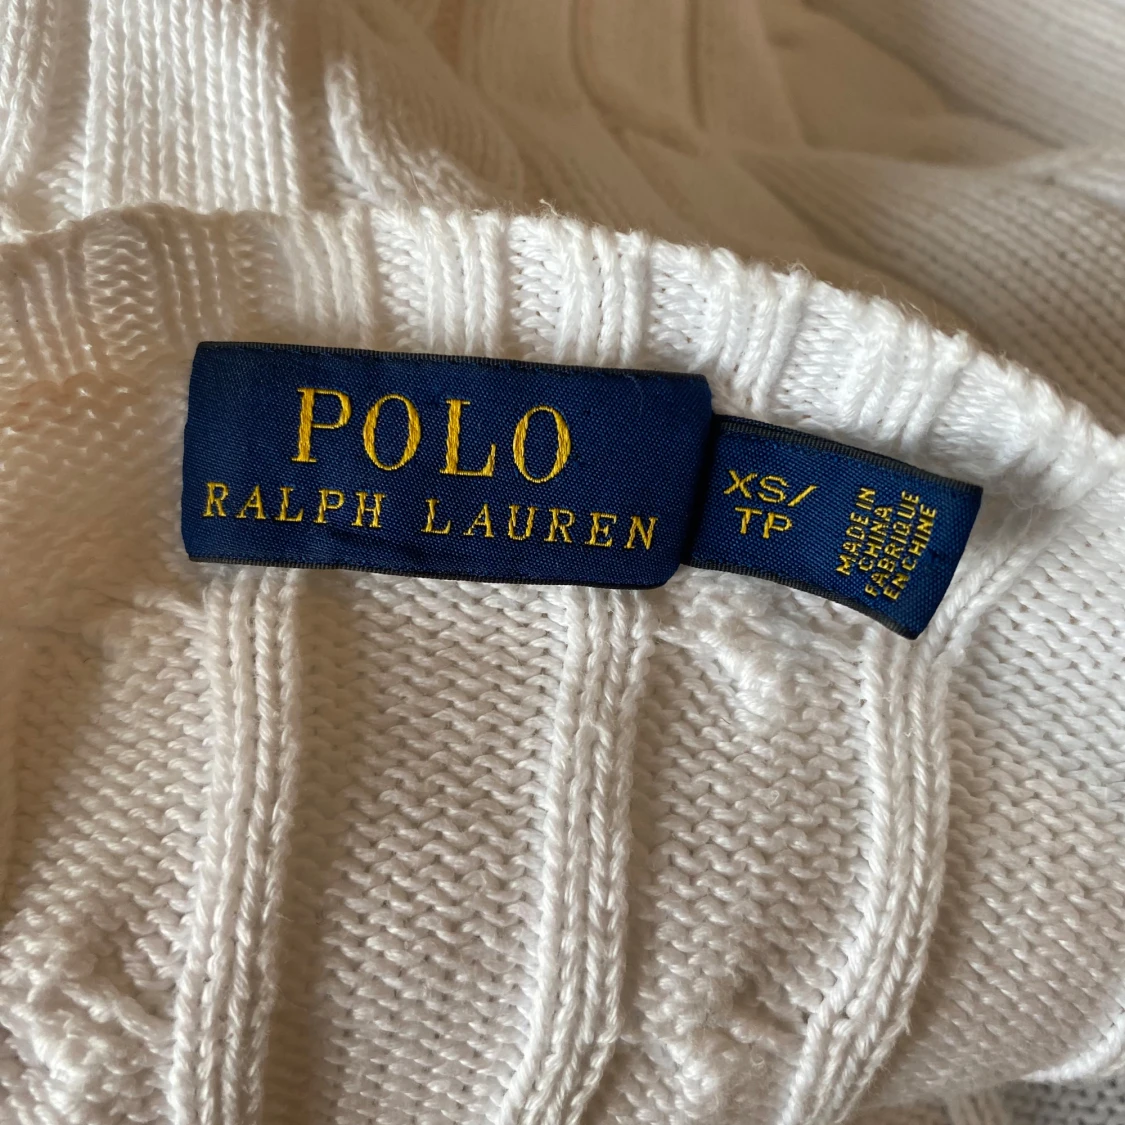 POLO
RALPH LAUREN
XS/
TP
MADE IN
CHINA
FABRIQUE
EN CHINE